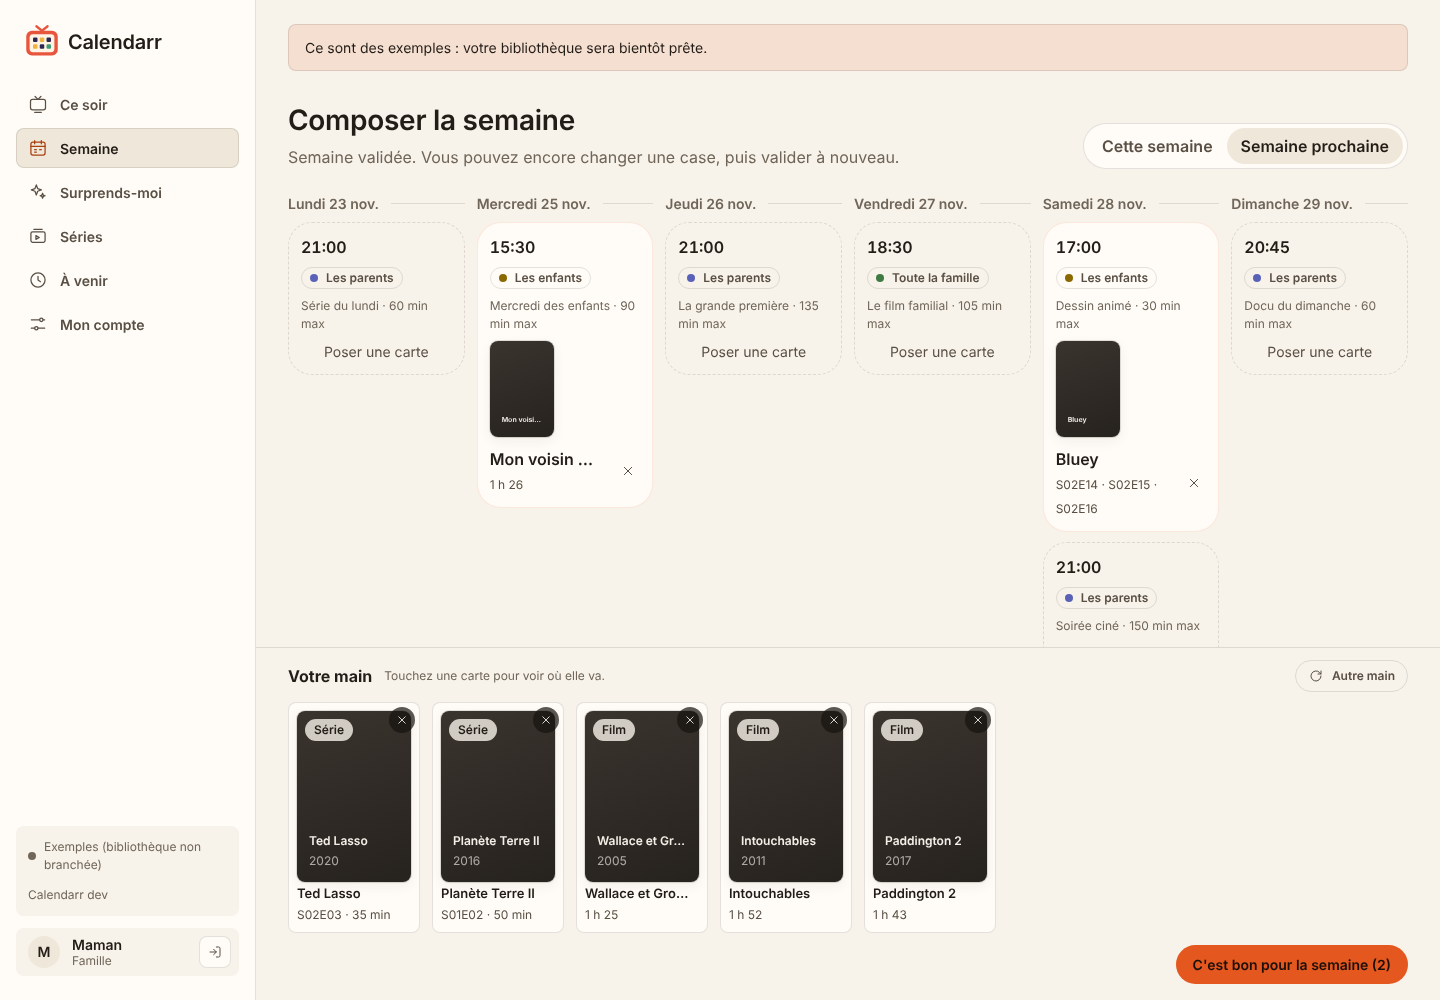 Calendarr
Ce soir
Semaine
Surprends-moi
Séries
À venir
Mon compte
Exemples (bibliothèque non
branchée)
Calendarr dev
M
Maman
Famille
Ce sont des exemples : votre bibliothèque sera bientôt prête.
Composer la semaine
Semaine validée. Vous pouvez encore changer une case, puis valider à nouveau.
Cette semaine
Semaine prochaine
Lundi 23 nov.
21:00
Les parents
Série du lundi · 60 min
max
Poser une carte
Mercredi 25 nov.
15:30
Les enfants
Mercredi des enfants · 90
min max
Mon voisi...
Mon voisin ...
1 h 26
Jeudi 26 nov.
21:00
Les parents
La grande première · 135
min max
Poser une carte
Vendredi 27 nov.
18:30
Toute la famille
Le film familial · 105 min
max
Poser une carte
Samedi 28 nov.
17:00
Les enfants
Dessin animé · 30 min
max
Bluey
Bluey
S02E14 · S02E15 ·
S02E16
21:00
Les parents
Soirée ciné · 150 min max
Dimanche 29 nov.
20:45
Les parents
Docu du dimanche · 60
min max
Poser une carte
Votre main
Touchez une carte pour voir où elle va.
Autre main
Série
Ted Lasso
2020
Ted Lasso
S02E03 · 35 min
Série
Planète Terre II
2016
Planète Terre II
S01E02 · 50 min
Film
Wallace et Gr...
2005
Wallace et Gro...
1 h 25
Film
Intouchables
2011
Intouchables
1 h 52
Film
Paddington 2
2017
Paddington 2
1 h 43
C'est bon pour la semaine (2)